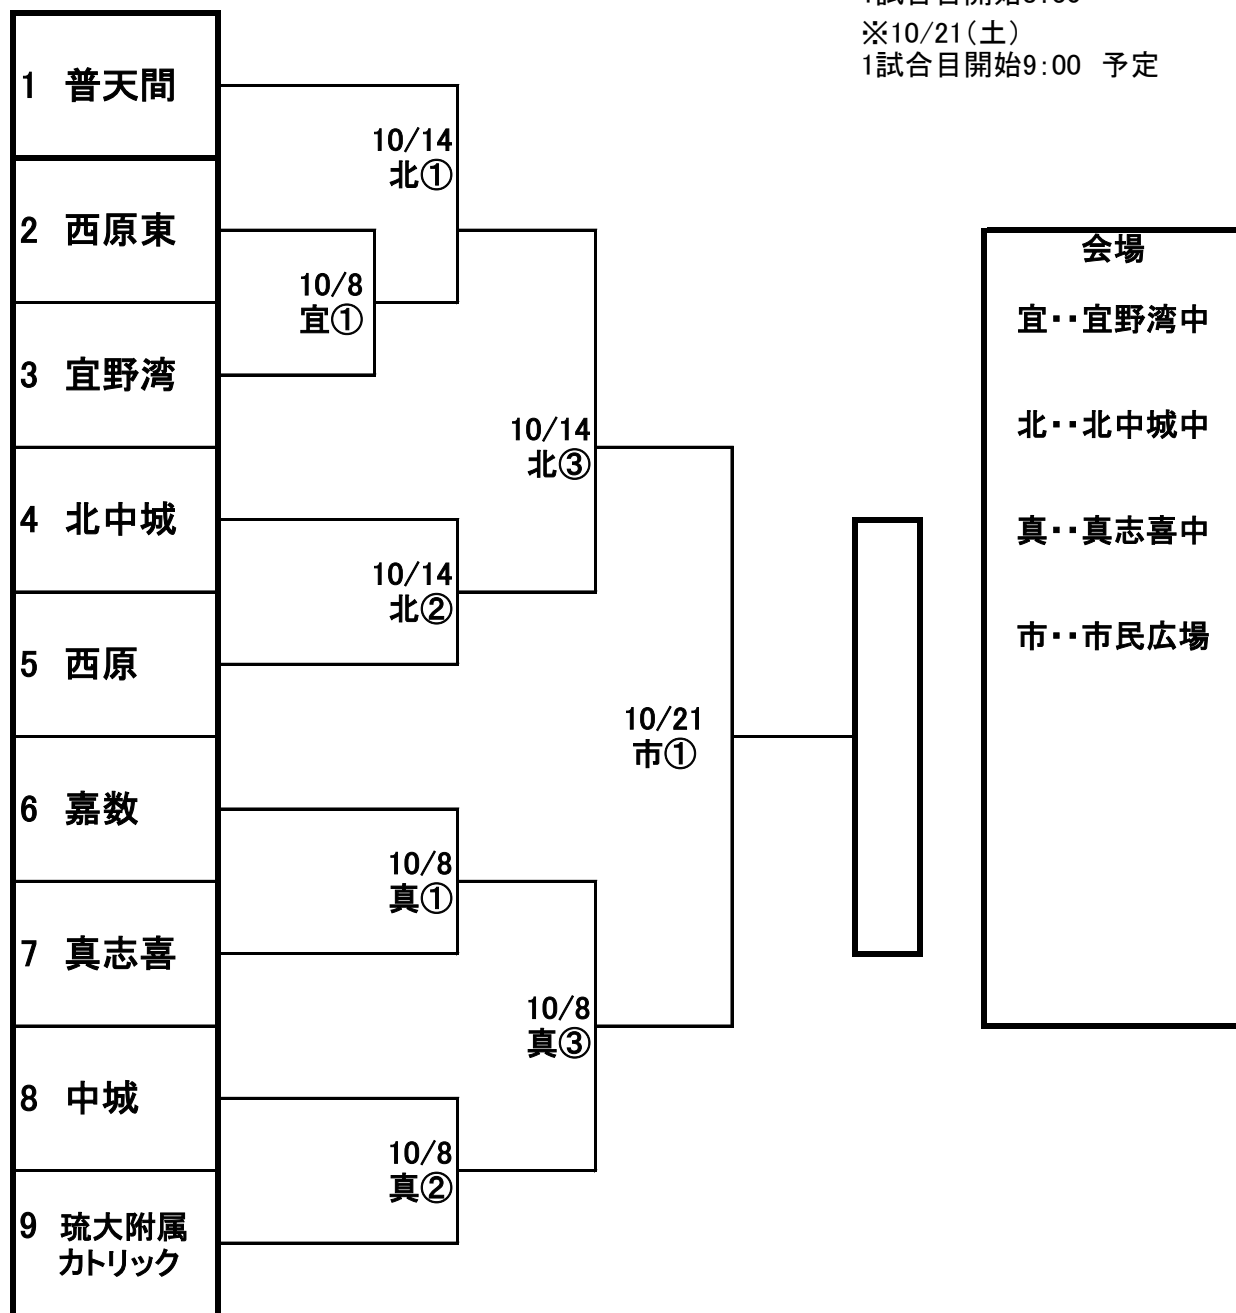 ※10/21(土)
1試合目開始9:00 予定
1 普天間
10/14
北①
2 西原東
10/8
宜①
3 宜野湾
10/14
北③
4 北中城
10/14
北②
5 西原
10/21
市①
6 嘉数
10/8
真①
7 真志喜
10/8
真③
8 中城
10/8
真②
9 琉大附属
カトリック
会場
宜・・宜野湾中
北・・北中城中
真・・真志喜中
市・・市民広場